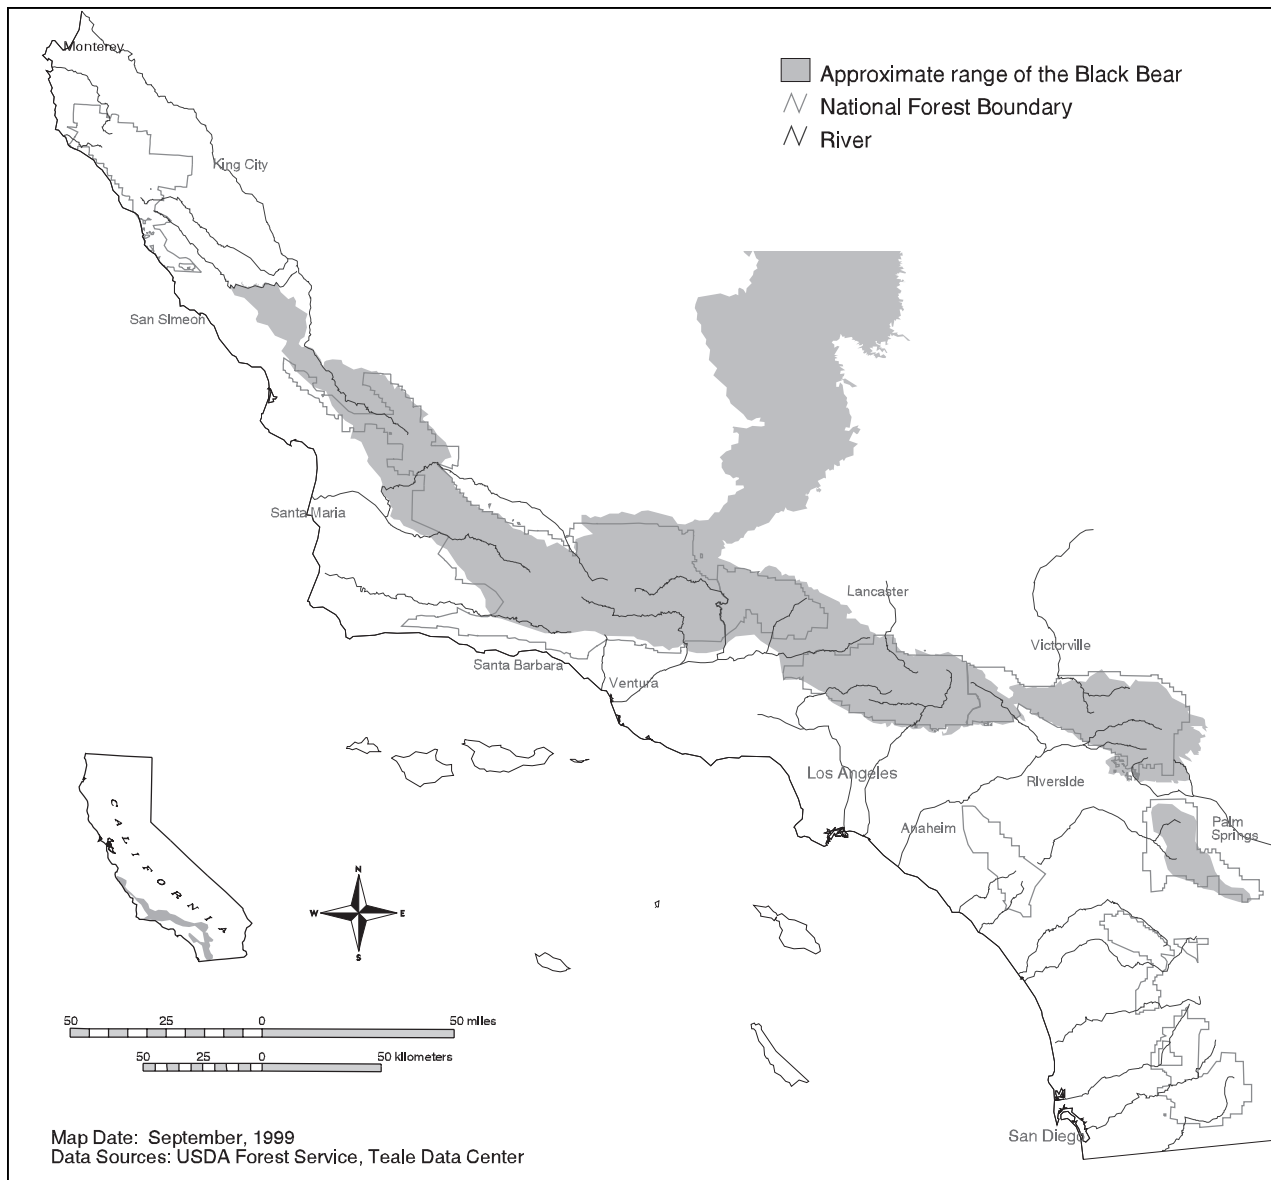 Monterey
Approximate range of the Black Bear
National Forest Boundary
River
King City
San Simeon
Santa Maria
Lancaster
Victorville
Santa Barbara
Ventura
Los Angeles
Riverside
Anaheim
Palm
Springs
CALIFORNIA
N
W
E
S
50 25 0 50 miles
50 25 0 50 kilometers
San Diego
Map Date: September, 1999
Data Sources: USDA Forest Service, Teale Data Center